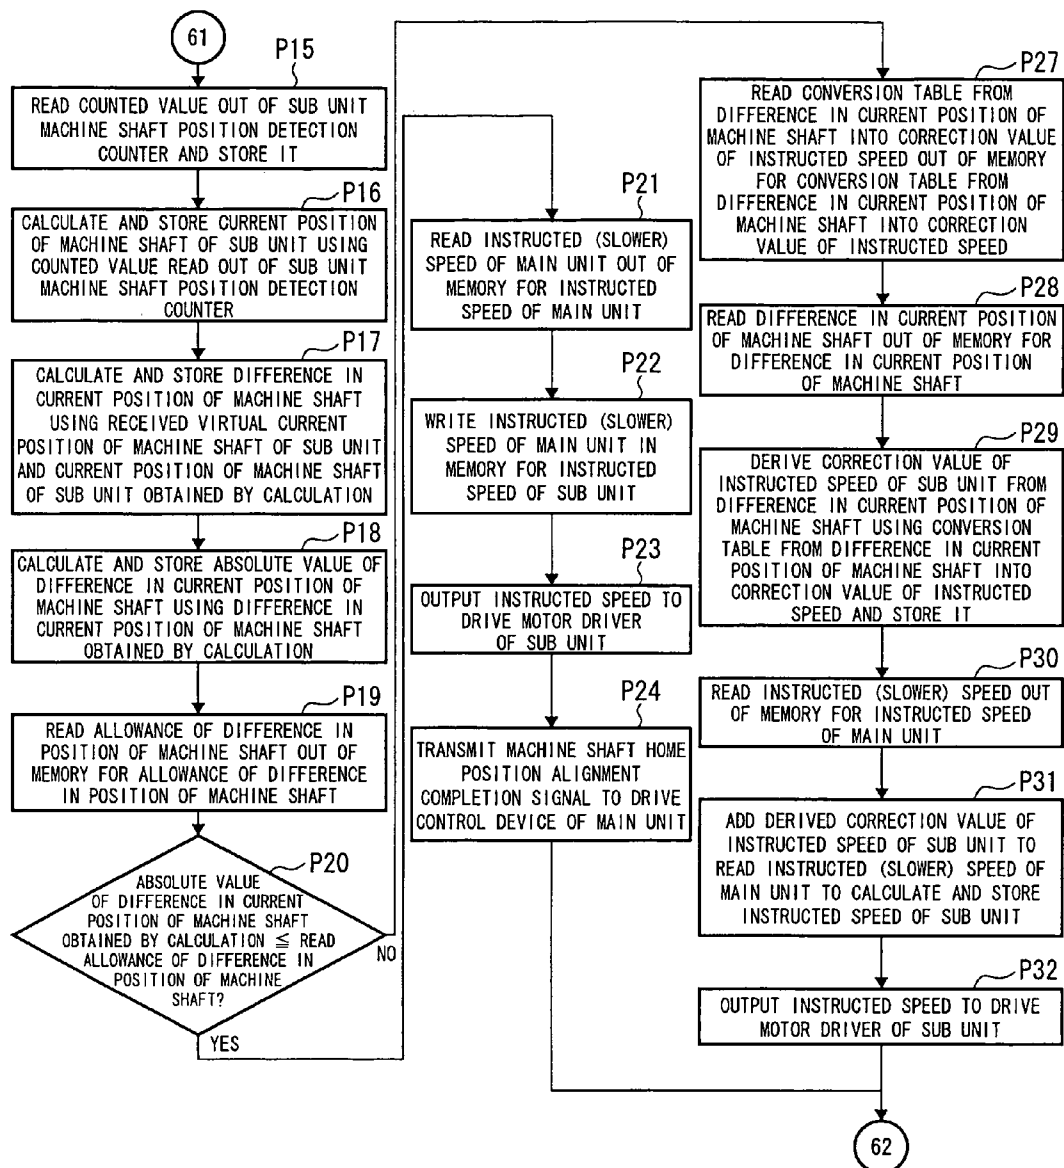 61
P15
READ COUNTED VALUE OUT OF SUB UNIT
MACHINE SHAFT POSITION DETECTION
COUNTER AND STORE IT
P16
CALCULATE AND STORE CURRENT POSITION
OF MACHINE SHAFT OF SUB UNIT USING
COUNTED VALUE READ OUT OF SUB UNIT
MACHINE SHAFT POSITION DETECTION
COUNTER
P17
CALCULATE AND STORE DIFFERENCE IN
CURRENT POSITION OF MACHINE SHAFT
USING RECEIVED VIRTUAL CURRENT
POSITION OF MACHINE SHAFT OF SUB UNIT
AND CURRENT POSITION OF MACHINE SHAFT
OF SUB UNIT OBTAINED BY CALCULATION
P18
CALCULATE AND STORE ABSOLUTE VALUE OF
DIFFERENCE IN CURRENT POSITION OF
MACHINE SHAFT USING DIFFERENCE IN
CURRENT POSITION OF MACHINE SHAFT
OBTAINED BY CALCULATION
P19
READ ALLOWANCE OF DIFFERENCE IN
POSITION OF MACHINE SHAFT OUT OF
MEMORY FOR ALLOWANCE OF DIFFERENCE
IN POSITION OF MACHINE SHAFT
P20
ABSOLUTE VALUE
OF DIFFERENCE IN CURRENT
POSITION OF MACHINE SHAFT
OBTAINED BY CALCULATION ≦ READ
ALLOWANCE OF DIFFERENCE IN
POSITION OF MACHINE
SHAFT?
NO
YES
P21
READ INSTRUCTED (SLOWER)
SPEED OF MAIN UNIT OUT OF
MEMORY FOR INSTRUCTED
SPEED OF MAIN UNIT
P22
WRITE INSTRUCTED (SLOWER)
SPEED OF MAIN UNIT IN
MEMORY FOR INSTRUCTED
SPEED OF SUB UNIT
P23
OUTPUT INSTRUCTED SPEED TO
DRIVE MOTOR DRIVER
OF SUB UNIT
P24
TRANSMIT MACHINE SHAFT HOME
POSITION ALIGNMENT
COMPLETION SIGNAL TO DRIVE
CONTROL DEVICE OF MAIN UNIT
P27
READ CONVERSION TABLE FROM
DIFFERENCE IN CURRENT POSITION OF
MACHINE SHAFT INTO CORRECTION VALUE
OF INSTRUCTED SPEED OUT OF MEMORY
FOR CONVERSION TABLE FROM
DIFFERENCE IN CURRENT POSITION OF
MACHINE SHAFT INTO CORRECTION
VALUE OF INSTRUCTED SPEED
P28
READ DIFFERENCE IN CURRENT POSITION
OF MACHINE SHAFT OUT OF MEMORY FOR
DIFFERENCE IN CURRENT POSITION
OF MACHINE SHAFT
P29
DERIVE CORRECTION VALUE OF
INSTRUCTED SPEED OF SUB UNIT FROM
DIFFERENCE IN CURRENT POSITION OF
MACHINE SHAFT USING CONVERSION
TABLE FROM DIFFERENCE IN CURRENT
POSITION OF MACHINE SHAFT INTO
CORRECTION VALUE OF INSTRUCTED
SPEED AND STORE IT
P30
READ INSTRUCTED (SLOWER) SPEED OUT
OF MEMORY FOR INSTRUCTED SPEED
OF MAIN UNIT
P31
ADD DERIVED CORRECTION VALUE OF
INSTRUCTED SPEED OF SUB UNIT TO
READ INSTRUCTED (SLOWER) SPEED OF
MAIN UNIT TO CALCULATE AND STORE
INSTRUCTED SPEED OF SUB UNIT
P32
OUTPUT INSTRUCTED SPEED TO DRIVE
MOTOR DRIVER OF SUB UNIT
62